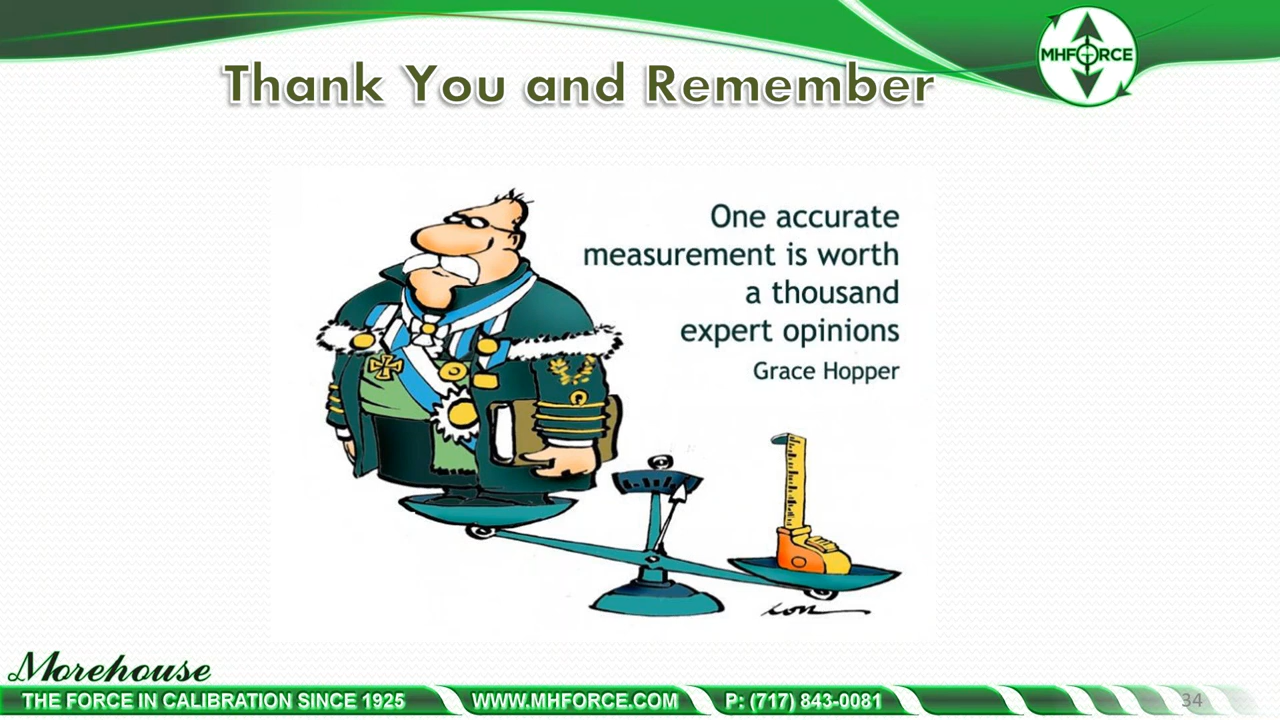 MHFORCE
Thank You and Remember
One accurate
measurement is worth
a thousand
expert opinions
Grace Hopper
Morehouse
THE FORCE IN CALIBRATION SINCE 1925 WWW.MHFORCE.COM P: (717) 843-0081 34